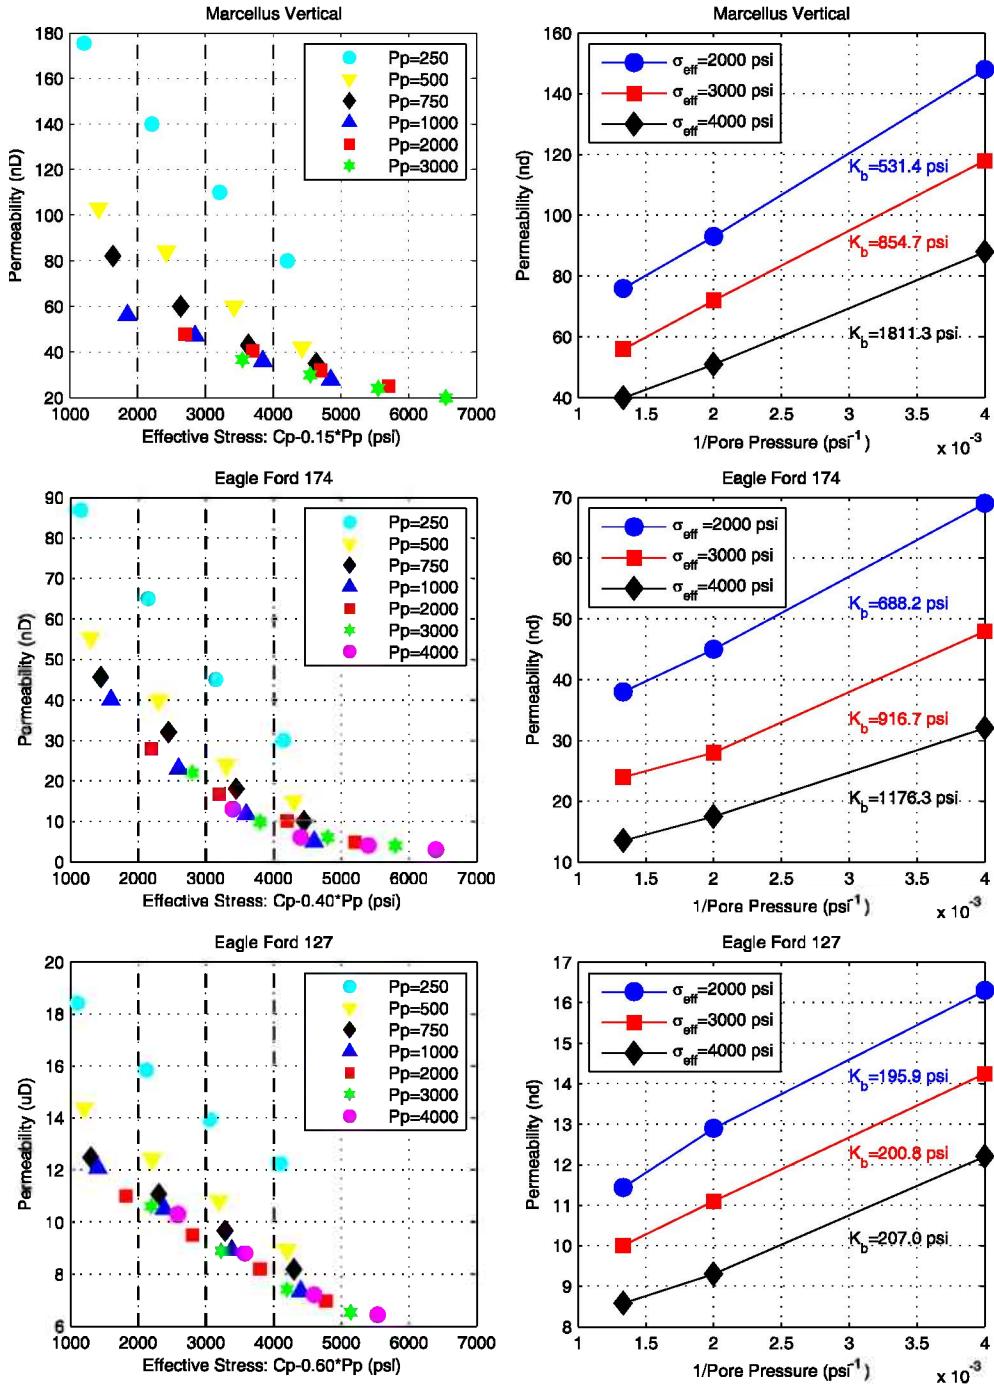 Marcellus Vertical
180
160
140
120
100
80
60
40
20
1000 2000 3000 4000 5000 6000 7000
Permeability (nD)
Effective Stress: Cp-0.15*Pp (psi)
Pp=250
Pp=500
Pp=750
Pp=1000
Pp=2000
Pp=3000
Marcellus Vertical
160
140
120
100
80
60
40
1 1.5 2 2.5 3 3.5 4
Permeability (nd)
1/Pore Pressure (psi⁻¹)
x 10⁻³
σeff=2000 psi
σeff=3000 psi
σeff=4000 psi
Kb=531.4 psi
Kb=854.7 psi
Kb=1811.3 psi
Eagle Ford 174
90
80
70
60
50
40
30
20
10
0
1000 2000 3000 4000 5000 6000 7000
Permeability (nD)
Effective Stress: Cp-0.40*Pp (psi)
Pp=250
Pp=500
Pp=750
Pp=1000
Pp=2000
Pp=3000
Pp=4000
Eagle Ford 174
70
60
50
40
30
20
10
1 1.5 2 2.5 3 3.5 4
Permeability (nd)
1/Pore Pressure (psi⁻¹)
x 10⁻³
σeff=2000 psi
σeff=3000 psi
σeff=4000 psi
Kb=688.2 psi
Kb=916.7 psi
Kb=1176.3 psi
Eagle Ford 127
20
18
16
14
12
10
8
6
1000 2000 3000 4000 5000 6000 7000
Permeability (uD)
Effective Stress: Cp-0.60*Pp (psi)
Pp=250
Pp=500
Pp=750
Pp=1000
Pp=2000
Pp=3000
Pp=4000
Eagle Ford 127
17
16
15
14
13
12
11
10
9
8
1 1.5 2 2.5 3 3.5 4
Permeability (nd)
1/Pore Pressure (psi⁻¹)
x 10⁻³
σeff=2000 psi
σeff=3000 psi
σeff=4000 psi
Kb=195.9 psi
Kb=200.8 psi
Kb=207.0 psi